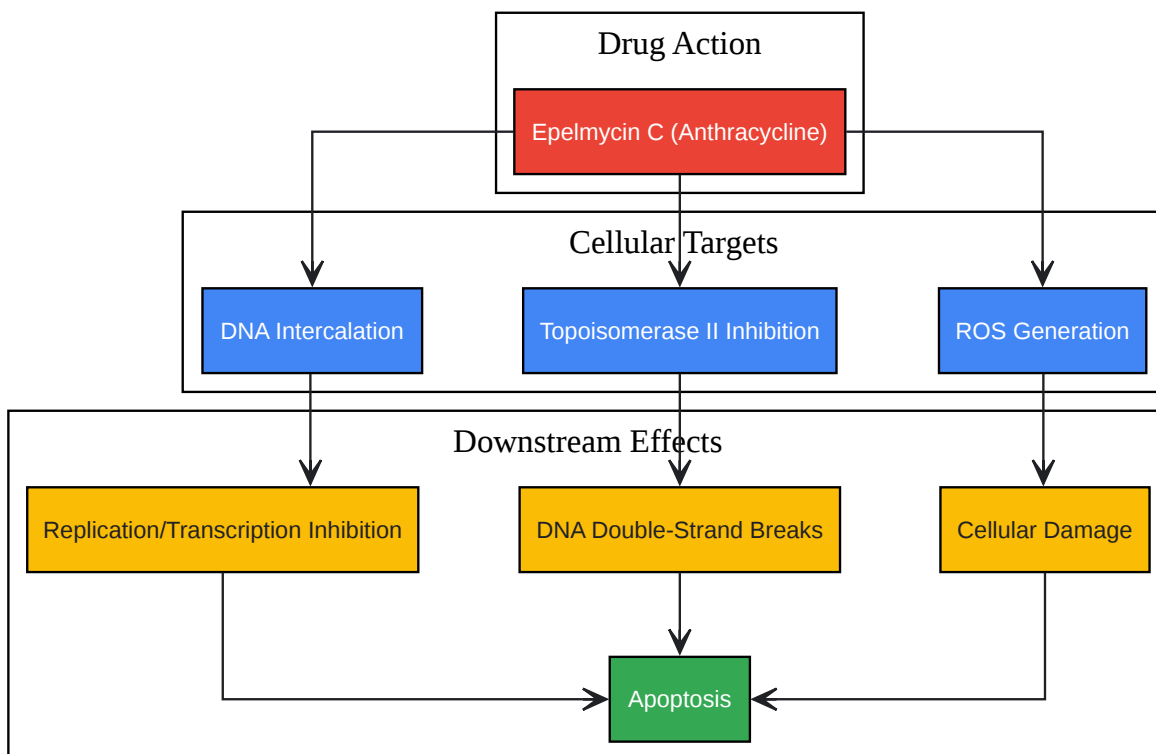 Drug Action
Epelmycin C (Anthracycline)
Cellular Targets
DNA Intercalation
Topoisomerase II Inhibition
ROS Generation
Downstream Effects
Replication/Transcription Inhibition
DNA Double-Strand Breaks
Cellular Damage
Apoptosis